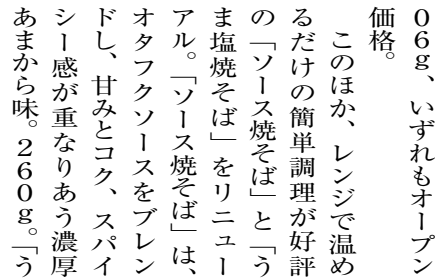 ０６ｇ、いずれもオープン
価格。
　このほか、レンジで温め
るだけの簡単調理が好評
の「ソース焼そば」と「う
ま塩焼そば」をリニュー
アル。「ソース焼そば」は、
オタフクソースをブレン
ドし、甘みとコク、スパイ
シー感が重なりあう濃厚
あまから味。２６０ｇ。「う